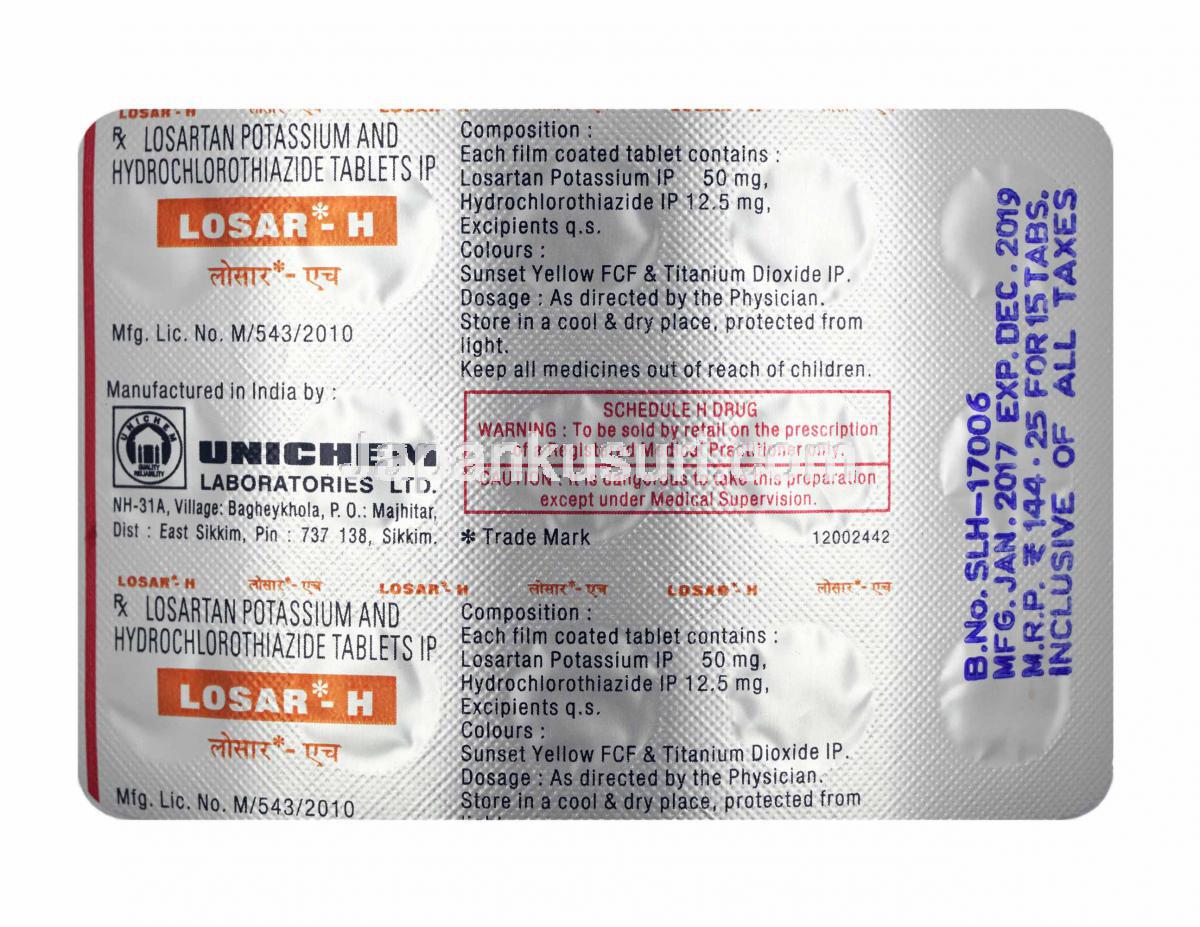 LOSAR - H
℞ LOSARTAN POTASSIUM AND
HYDROCHLOROTHIAZIDE TABLETS IP
LOSAR*- H
लोसार*- एच
Mfg. Lic. No. M/543/2010
Manufactured in India by :
UNICHEM
QUALITY
RELIABILITY
UNICHEM
LABORATORIES LTD.
NH-31A, Village: Bagheykhola, P. O.: Majhitar,
Dist : East Sikkim, Pin : 737 138, Sikkim.
Composition :
Each film coated tablet contains :
Losartan Potassium IP 50 mg,
Hydrochlorothiazide IP 12.5 mg,
Excipients q.s.
Colours :
Sunset Yellow FCF & Titanium Dioxide IP.
Dosage : As directed by the Physician.
Store in a cool & dry place, protected from
light.
Keep all medicines out of reach of children.
SCHEDULE H DRUG
WARNING : To be sold by retail on the prescription
of a Registered Medical Practitioner only.
CAUTION : It is dangerous to take this preparation
except under Medical Supervision.
* Trade Mark 12002442
Japankusuri.com
LOSAR*- H लोसार*- एच LOSAR*- H लोसार*- एच LOSAR*- H लोसार*- एच
℞ LOSARTAN POTASSIUM AND
HYDROCHLOROTHIAZIDE TABLETS IP
LOSAR*- H
लोसार*- एच
Mfg. Lic. No. M/543/2010
Composition :
Each film coated tablet contains :
Losartan Potassium IP 50 mg,
Hydrochlorothiazide IP 12.5 mg,
Excipients q.s.
Colours :
Sunset Yellow FCF & Titanium Dioxide IP.
Dosage : As directed by the Physician.
Store in a cool & dry place, protected from
B.No. SLH-17006
MFG. JAN. 2017 EXP. DEC. 2019
M.R.P. ₹ 144.25 FOR 15 TABS.
INCLUSIVE OF ALL TAXES